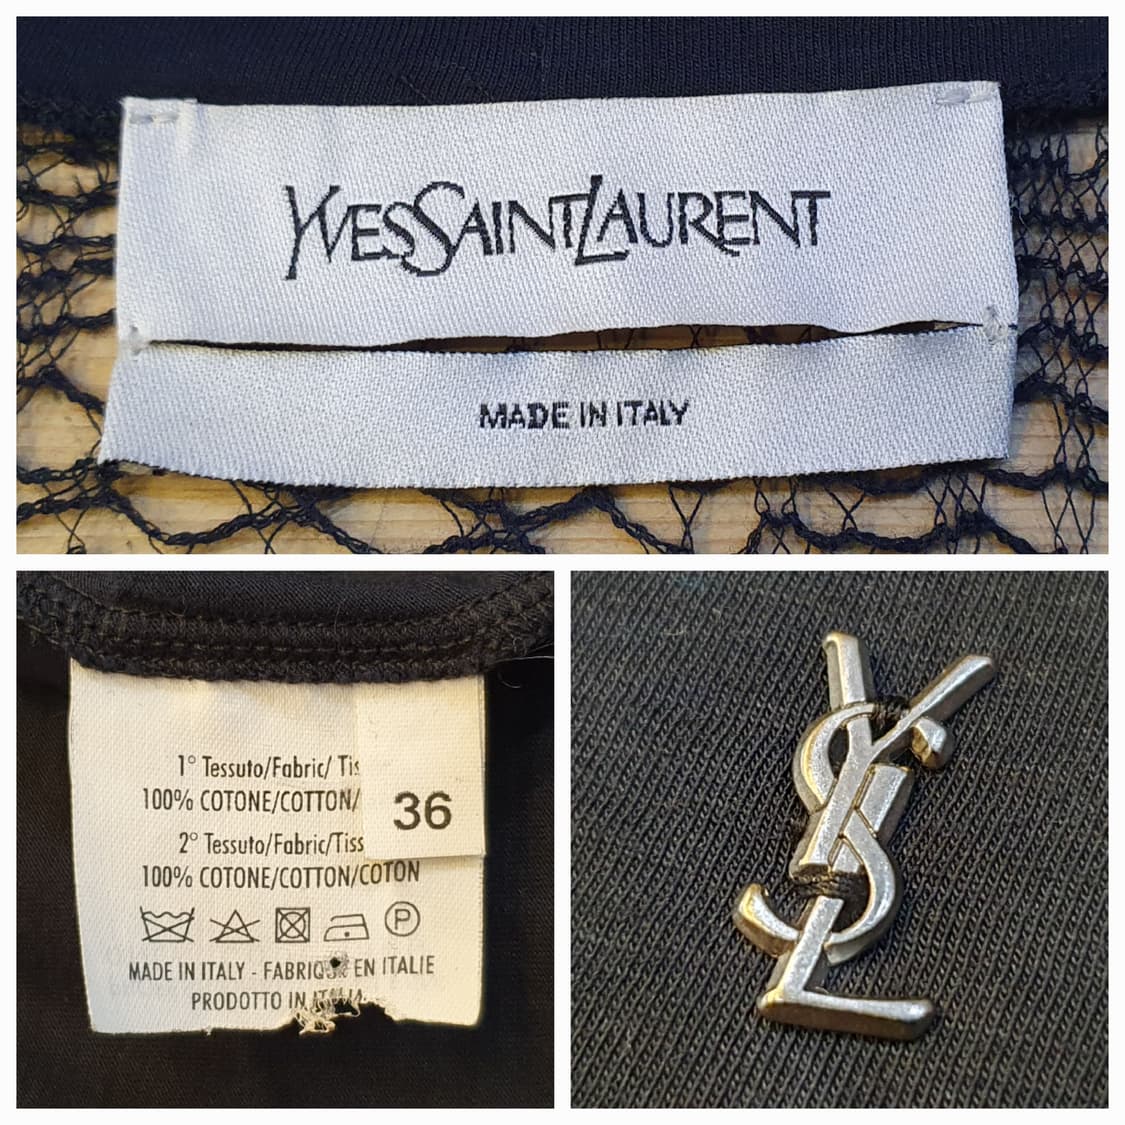 YVESSAINTLAURENT
MADE IN ITALY
1° Tessuto/Fabric/ Tis
100% COTONE/COTTON/
36
2° Tessuto/Fabric/Tiss
100% COTONE/COTTON/COTON
P
MADE IN ITALY - FABRIQUÉ EN ITALIE
PRODOTTO IN ITALIA
YSL